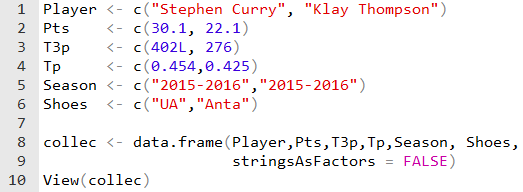 1 Player <- c("Stephen Curry", "Klay Thompson")
2 Pts    <- c(30.1, 22.1)
3 T3p    <- c(402L, 276)
4 Tp     <- c(0.454,0.425)
5 Season <- c("2015-2016","2015-2016")
6 Shoes  <- c("UA","Anta")
7
8 collec <- data.frame(Player,Pts,T3p,Tp,Season, Shoes,
9                      stringsAsFactors = FALSE)
10 View(collec)